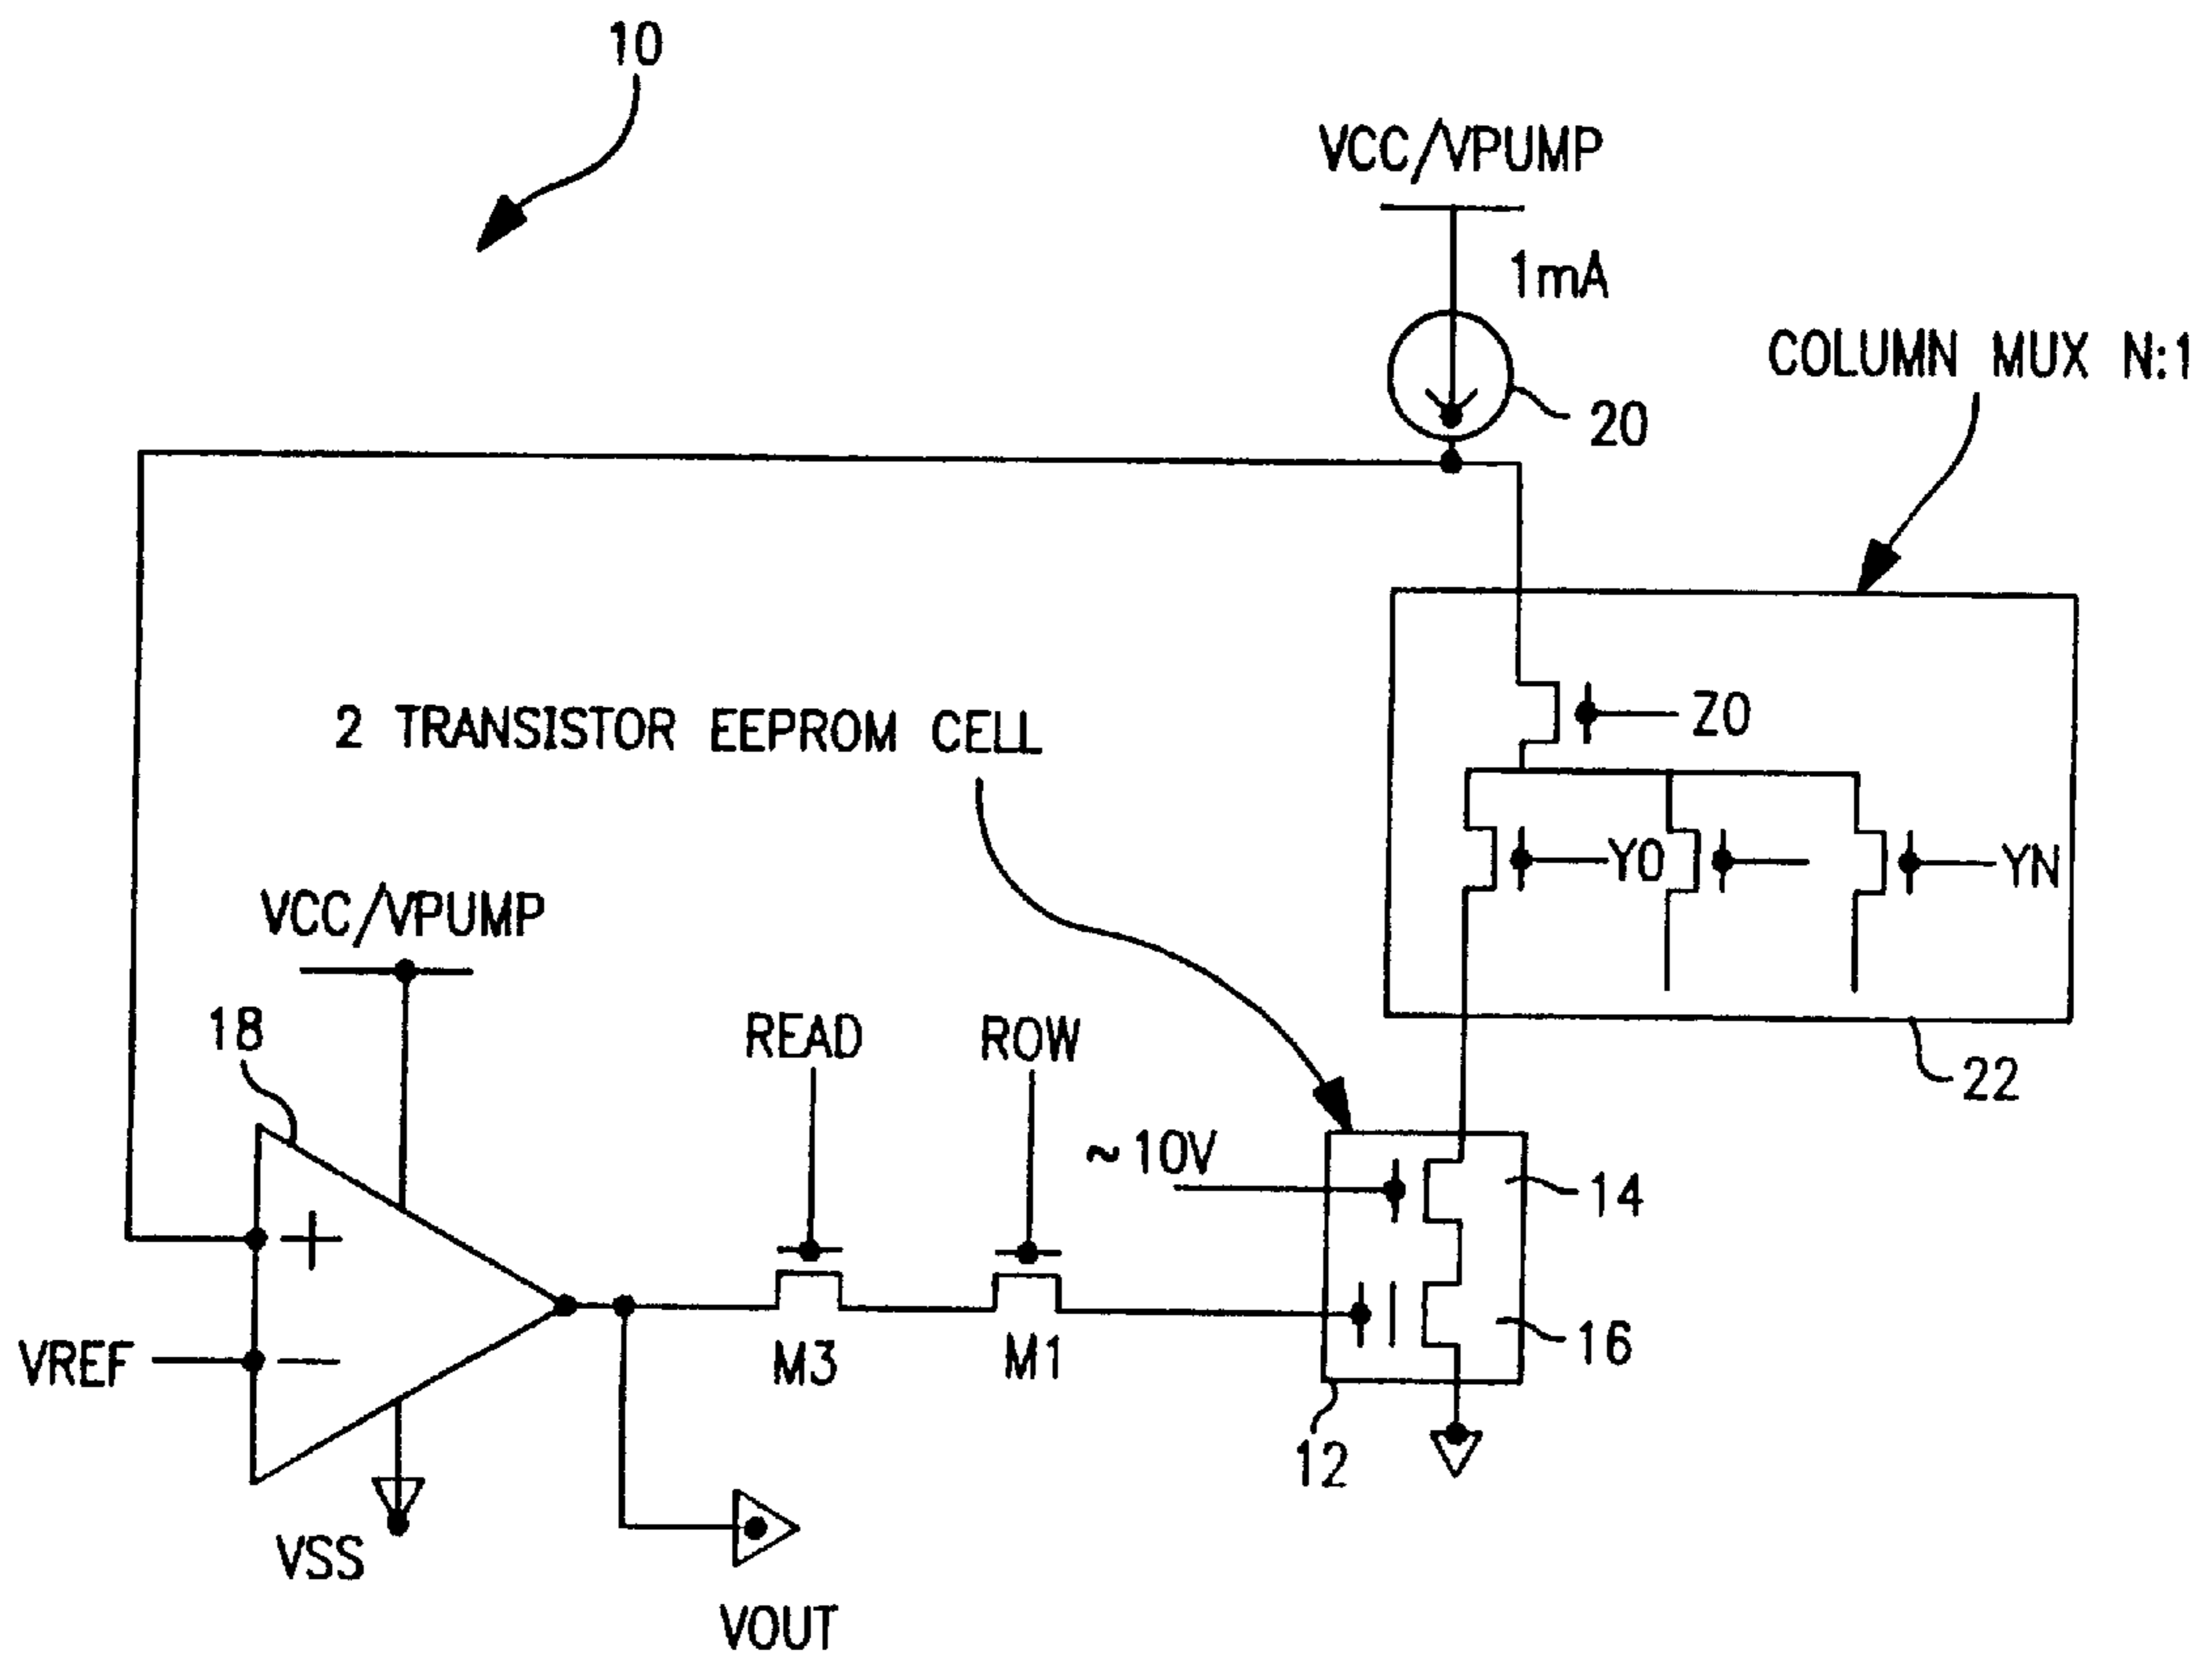 10
VCC/VPUMP
1mA
COLUMN MUX N:1
20
2 TRANSISTOR EEPROM CELL
Z0
Y0
YN
VCC/VPUMP
18
READ
ROW
22
~10V
14
+
16
VREF
−
M3
M1
12
VSS
VOUT